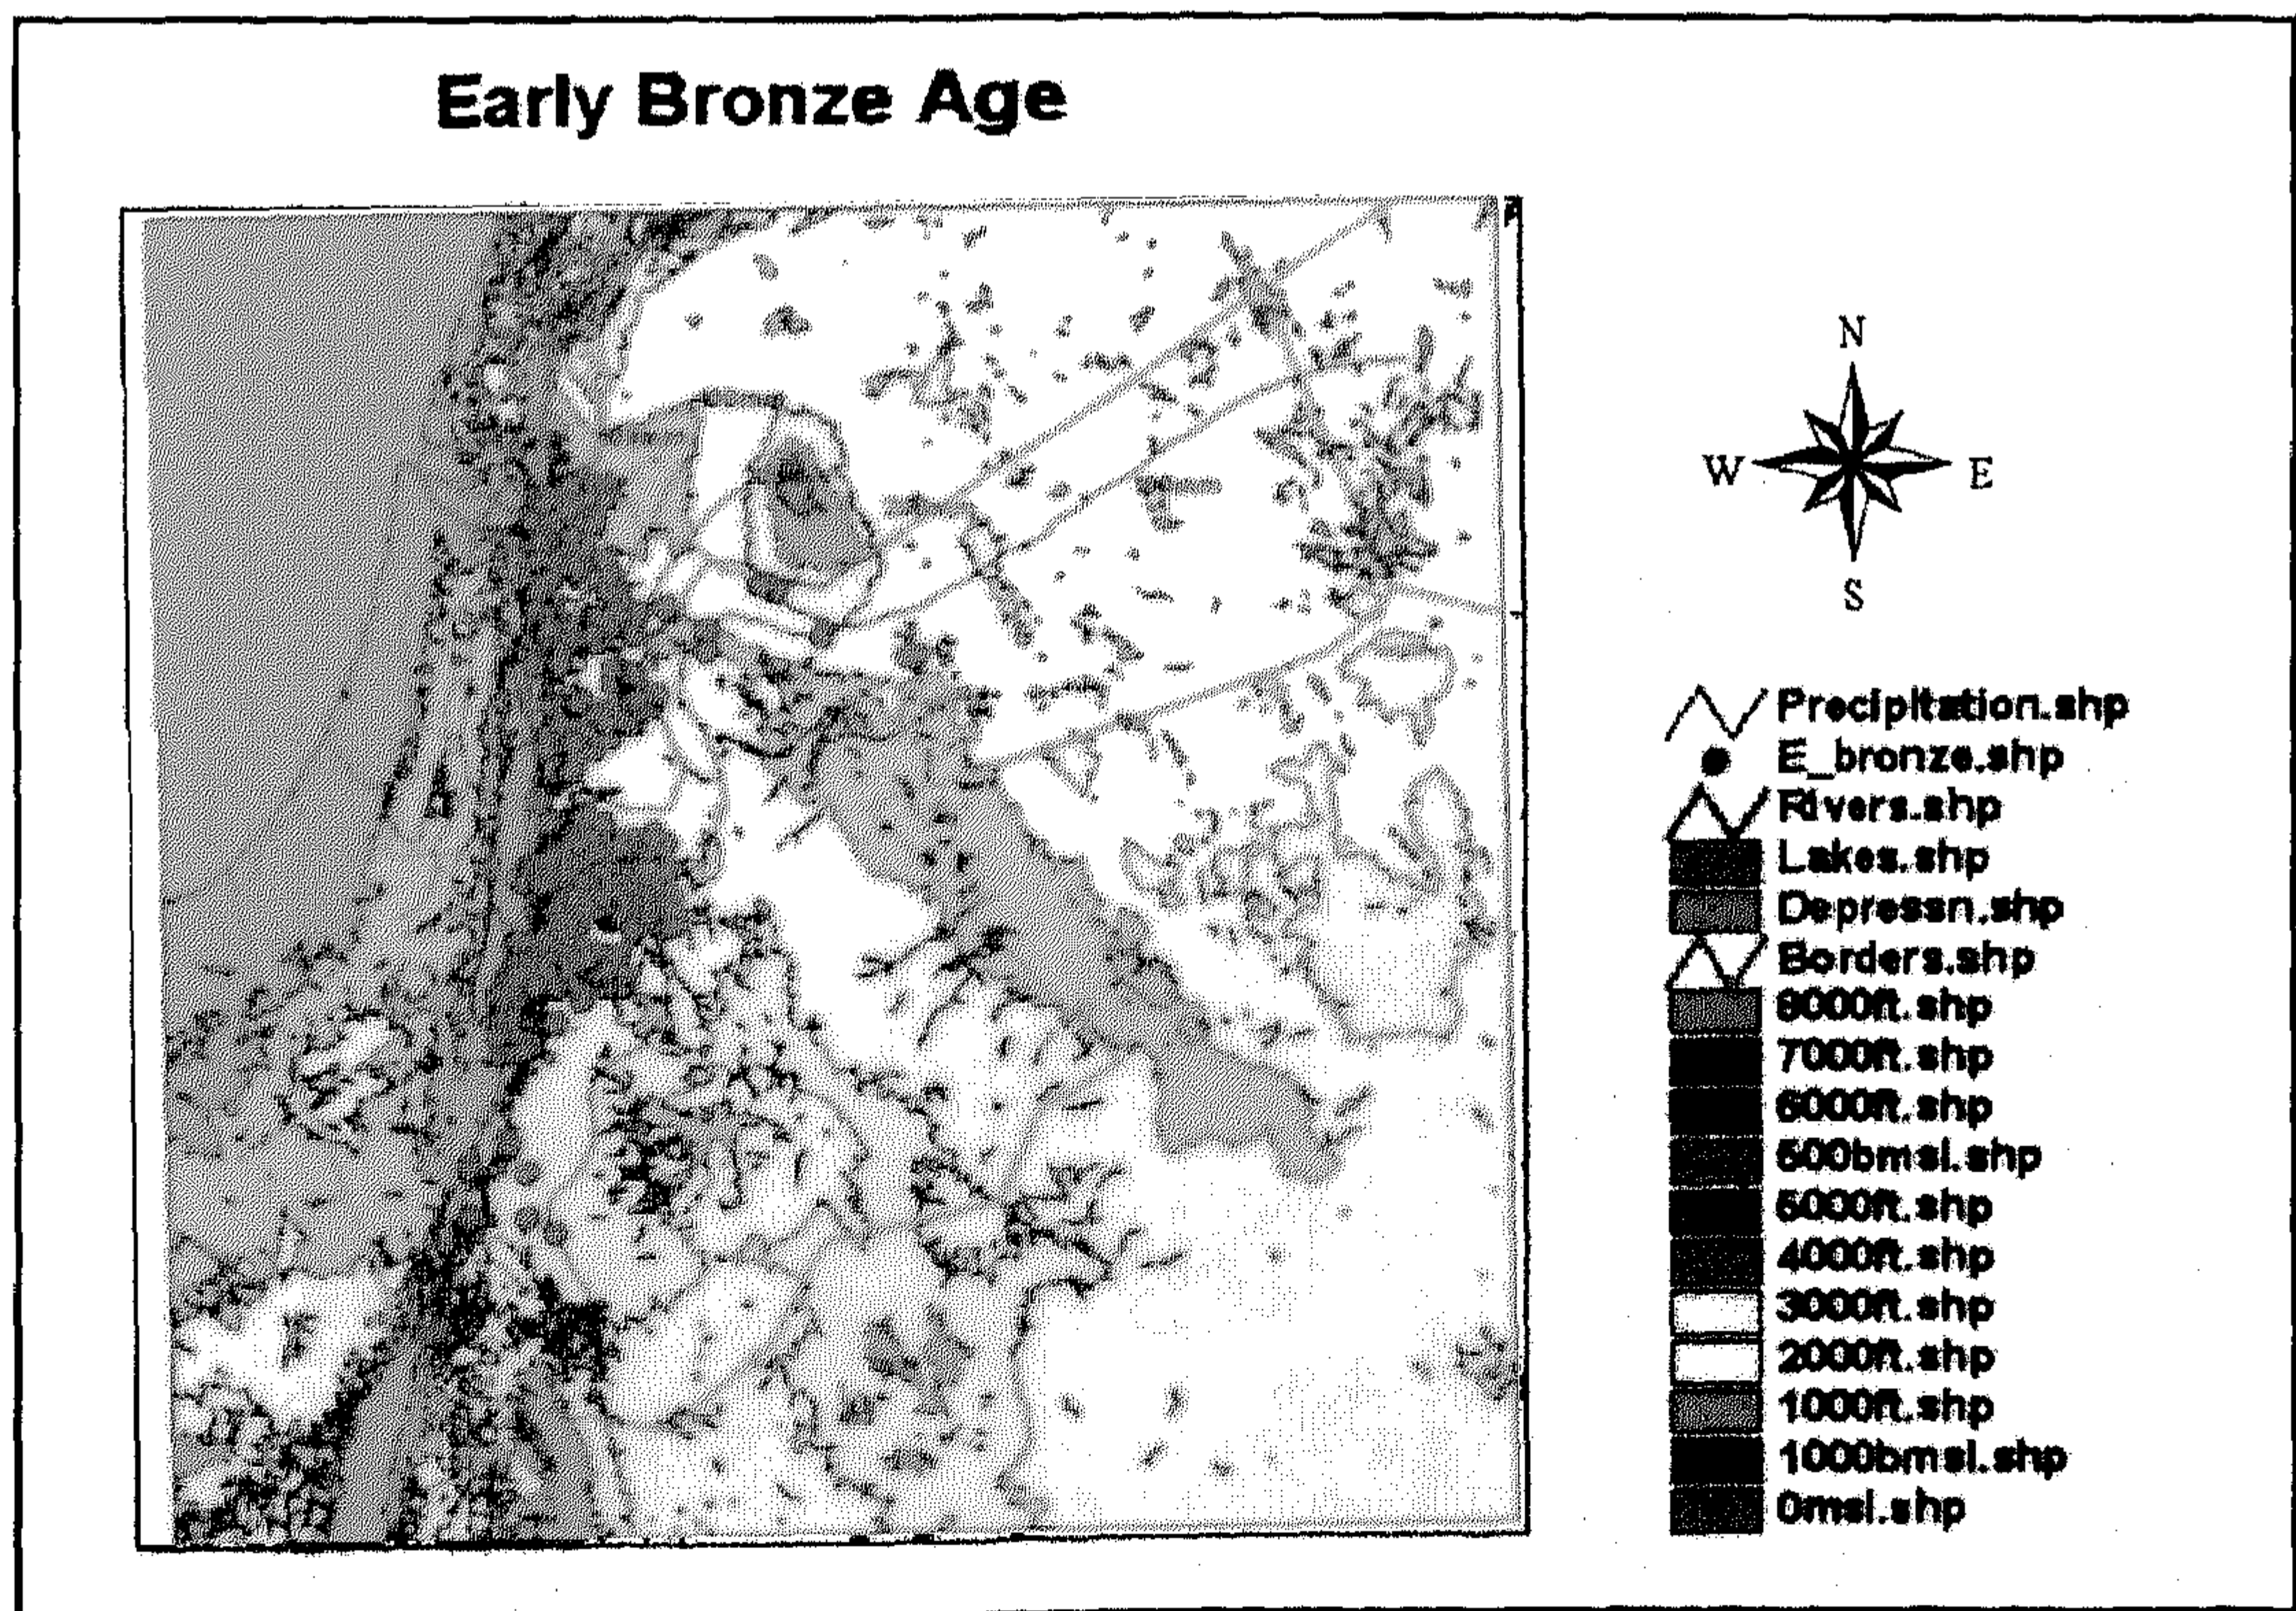 Early Bronze Age
N
W E
S
Precipitation.shp
E_bronze.shp
Rivers.shp
Lakes.shp
Depressn.shp
Borders.shp
8000ft.shp
7000ft.shp
6000ft.shp
500bmsl.shp
5000ft.shp
4000ft.shp
3000ft.shp
2000ft.shp
1000ft.shp
1000bmsl.shp
0msl.shp